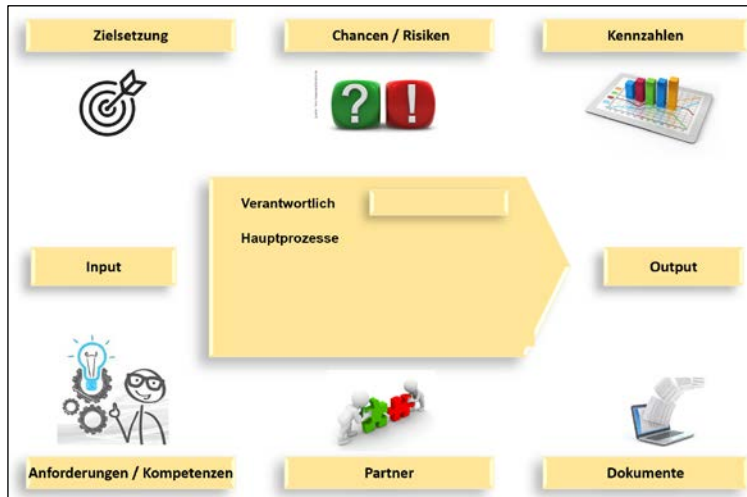 Zielsetzung
Chancen / Risiken
Kennzahlen
? !
Verantwortlich
Hauptprozesse
Input
Output
Anforderungen / Kompetenzen
Partner
Dokumente